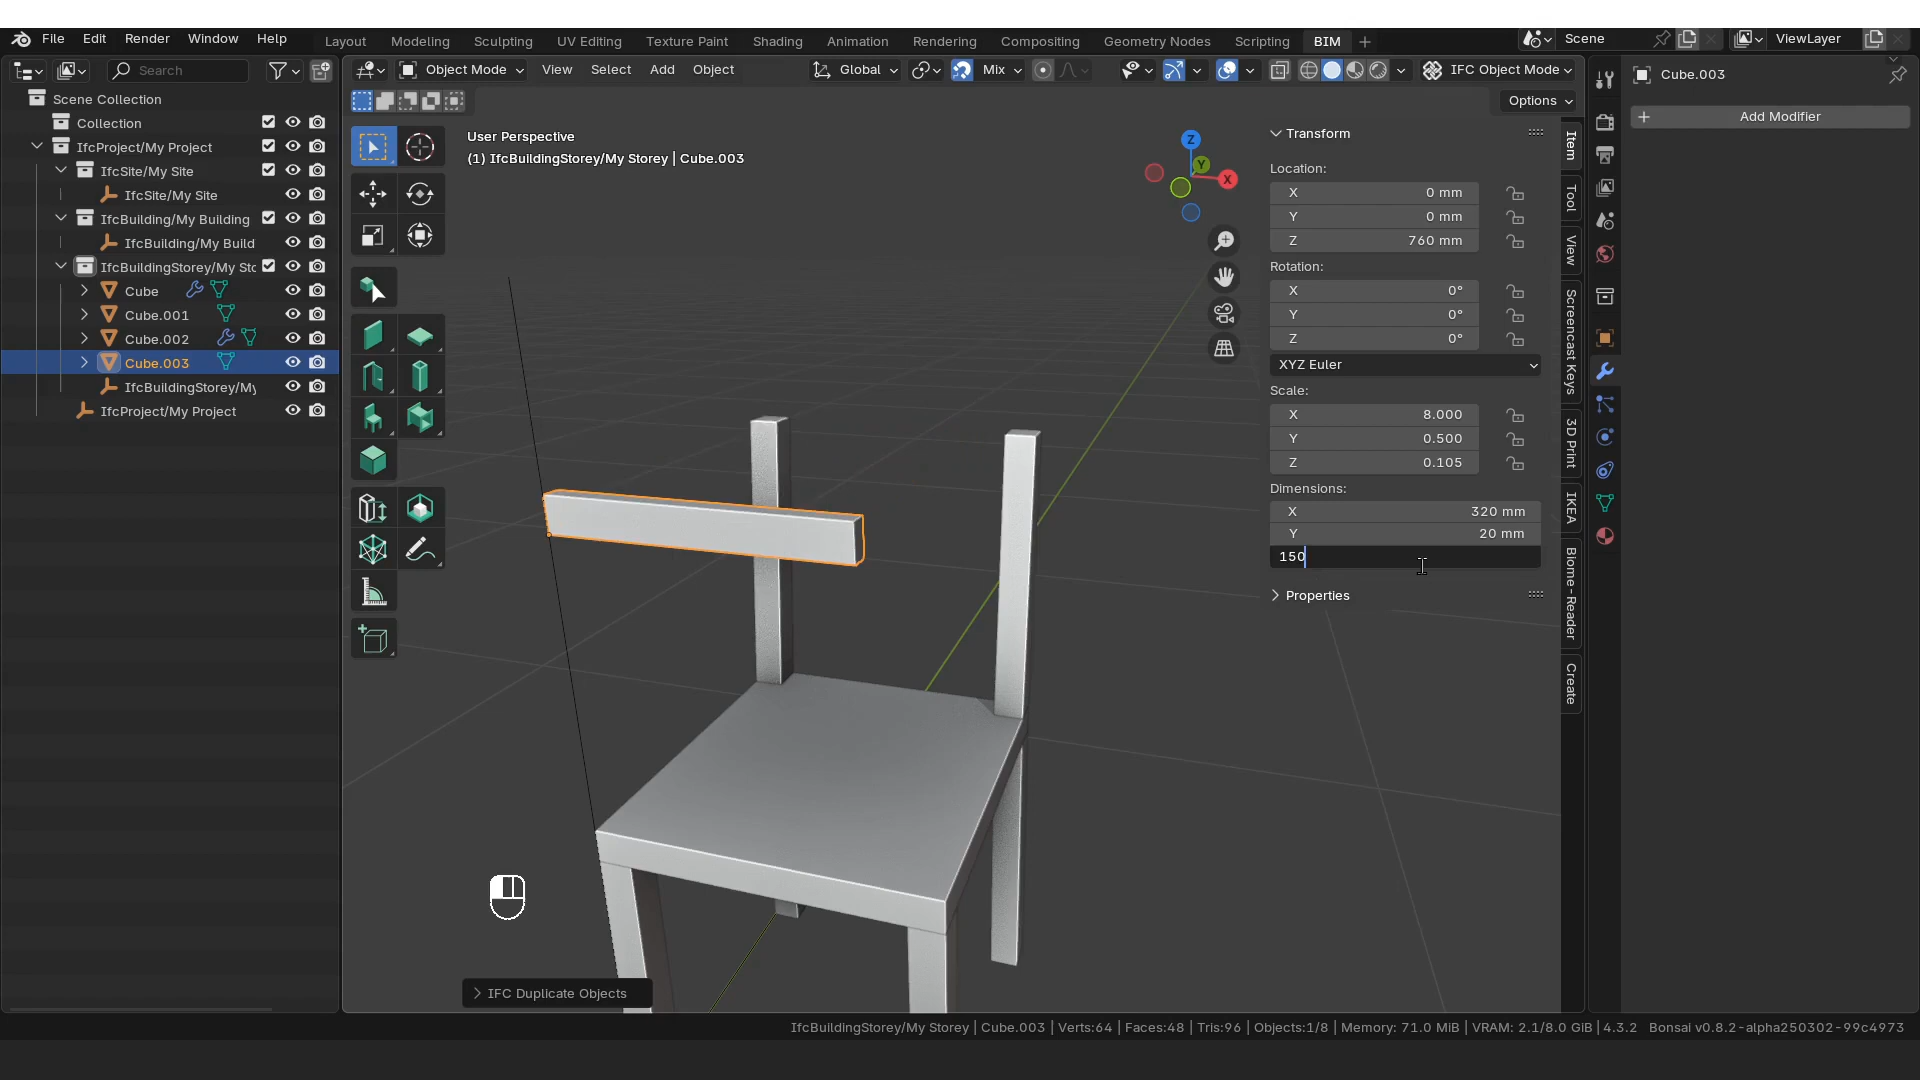 File Edit Render Window Help Layout Modeling Sculpting UV Editing Texture Paint Shading Animation Rendering Compositing Geometry Nodes Scripting BIM Scene ViewLayer
Search Object Mode View Select Add Object Global Mix IFC Object Mode Cube.003
Options
Scene Collection
Collection
IfcProject/My Project
IfcSite/My Site
IfcSite/My Site
IfcBuilding/My Building
IfcBuilding/My Build
IfcBuildingStorey/My Stc
Cube
Cube.001
Cube.002
Cube.003
IfcBuildingStorey/My
IfcProject/My Project
User Perspective
(1) IfcBuildingStorey/My Storey | Cube.003
Z
Y
X
IFC Duplicate Objects
Transform
Location:
X 0 mm
Y 0 mm
Z 760 mm
Rotation:
X 0°
Y 0°
Z 0°
XYZ Euler
Scale:
X 8.000
Y 0.500
Z 0.105
Dimensions:
X 320 mm
Y 20 mm
150
Properties
Item
Tool
View
Screencast Keys
3D Print
IKEA
Biome-Reader
Create
Add Modifier
IfcBuildingStorey/My Storey | Cube.003 | Verts:64 | Faces:48 | Tris:96 | Objects:1/8 | Memory: 71.0 MiB | VRAM: 2.1/8.0 GiB | 4.3.2 Bonsai v0.8.2-alpha250302-99c4973